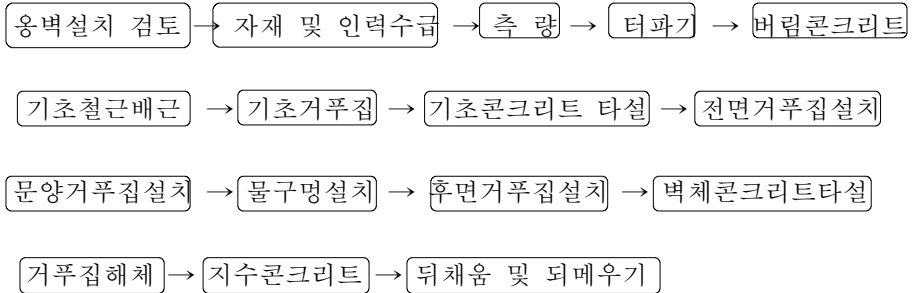 옹벽설치 검토 → 자재 및 인력수급 → 측 량 → 터파기 → 버림콘크리트
기초철근배근 → 기초거푸집 → 기초콘크리트 타설 → 전면거푸집설치
문양거푸집설치 → 물구멍설치 → 후면거푸집설치 → 벽체콘크리트타설
거푸집해체 → 지수콘크리트 → 뒤채움 및 되메우기